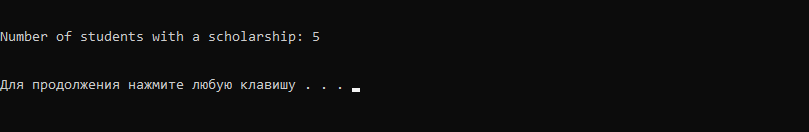 Number of students with a scholarship: 5
Для продолжения нажмите любую клавишу . . .